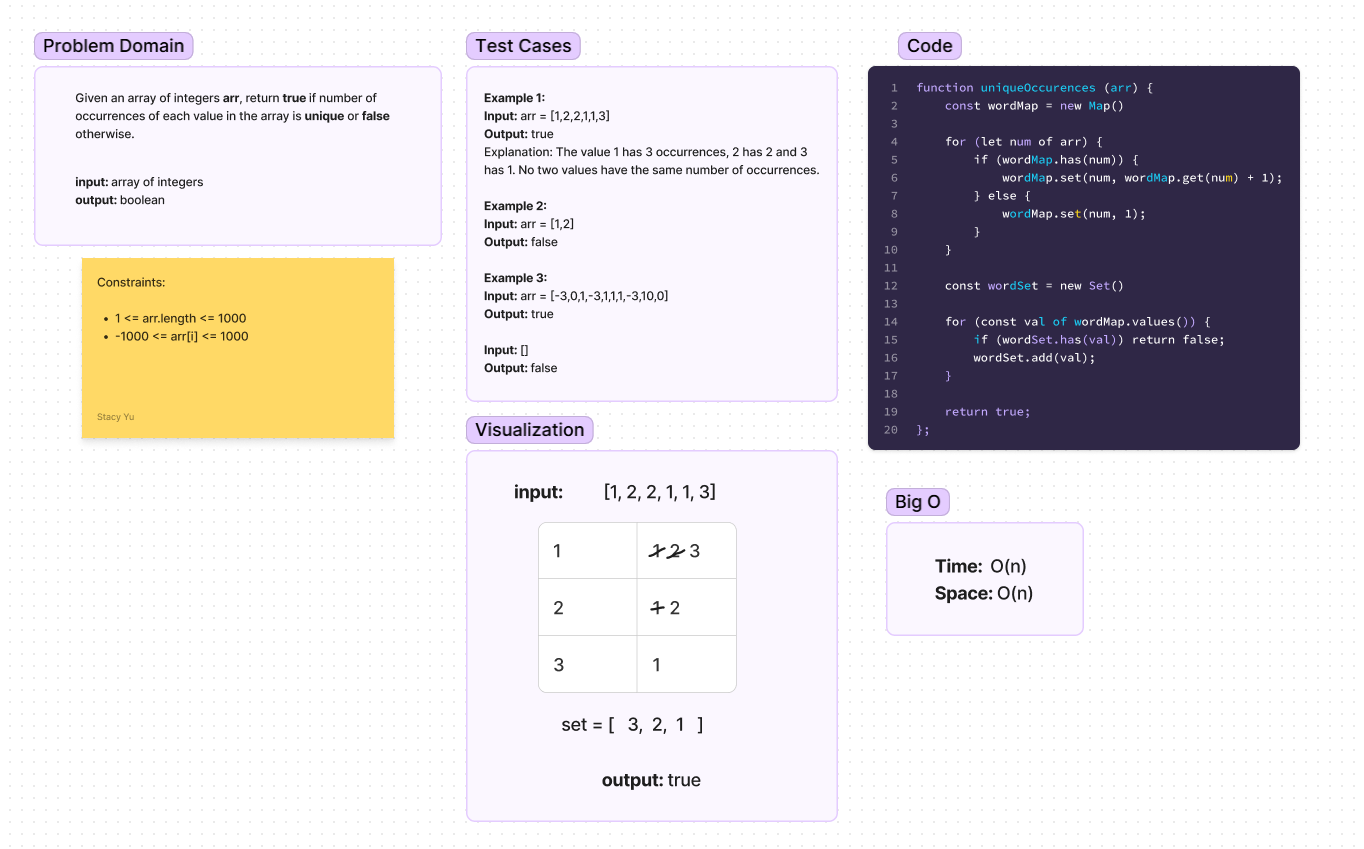 Problem Domain
Given an array of integers arr, return true if number of
occurrences of each value in the array is unique or false
otherwise.
input: array of integers
output: boolean
Constraints:
• 1 <= arr.length <= 1000
• -1000 <= arr[i] <= 1000
Stacy Yu
Test Cases
Example 1:
Input: arr = [1,2,2,1,1,3]
Output: true
Explanation: The value 1 has 3 occurrences, 2 has 2 and 3
has 1. No two values have the same number of occurrences.
Example 2:
Input: arr = [1,2]
Output: false
Example 3:
Input: arr = [-3,0,1,-3,1,1,1,-3,10,0]
Output: true
Input: []
Output: false
Visualization
input: [1, 2, 2, 1, 1, 3]
1 1 2 3
2 1 2
3 1
set = [ 3, 2, 1 ]
output: true
Code
1 function uniqueOccurences (arr) {
2     const wordMap = new Map()
3
4     for (let num of arr) {
5         if (wordMap.has(num)) {
6             wordMap.set(num, wordMap.get(num) + 1);
7         } else {
8             wordMap.set(num, 1);
9         }
10     }
11
12     const wordSet = new Set()
13
14     for (const val of wordMap.values()) {
15         if (wordSet.has(val)) return false;
16         wordSet.add(val);
17     }
18
19     return true;
20 };
Big O
Time: O(n)
Space: O(n)